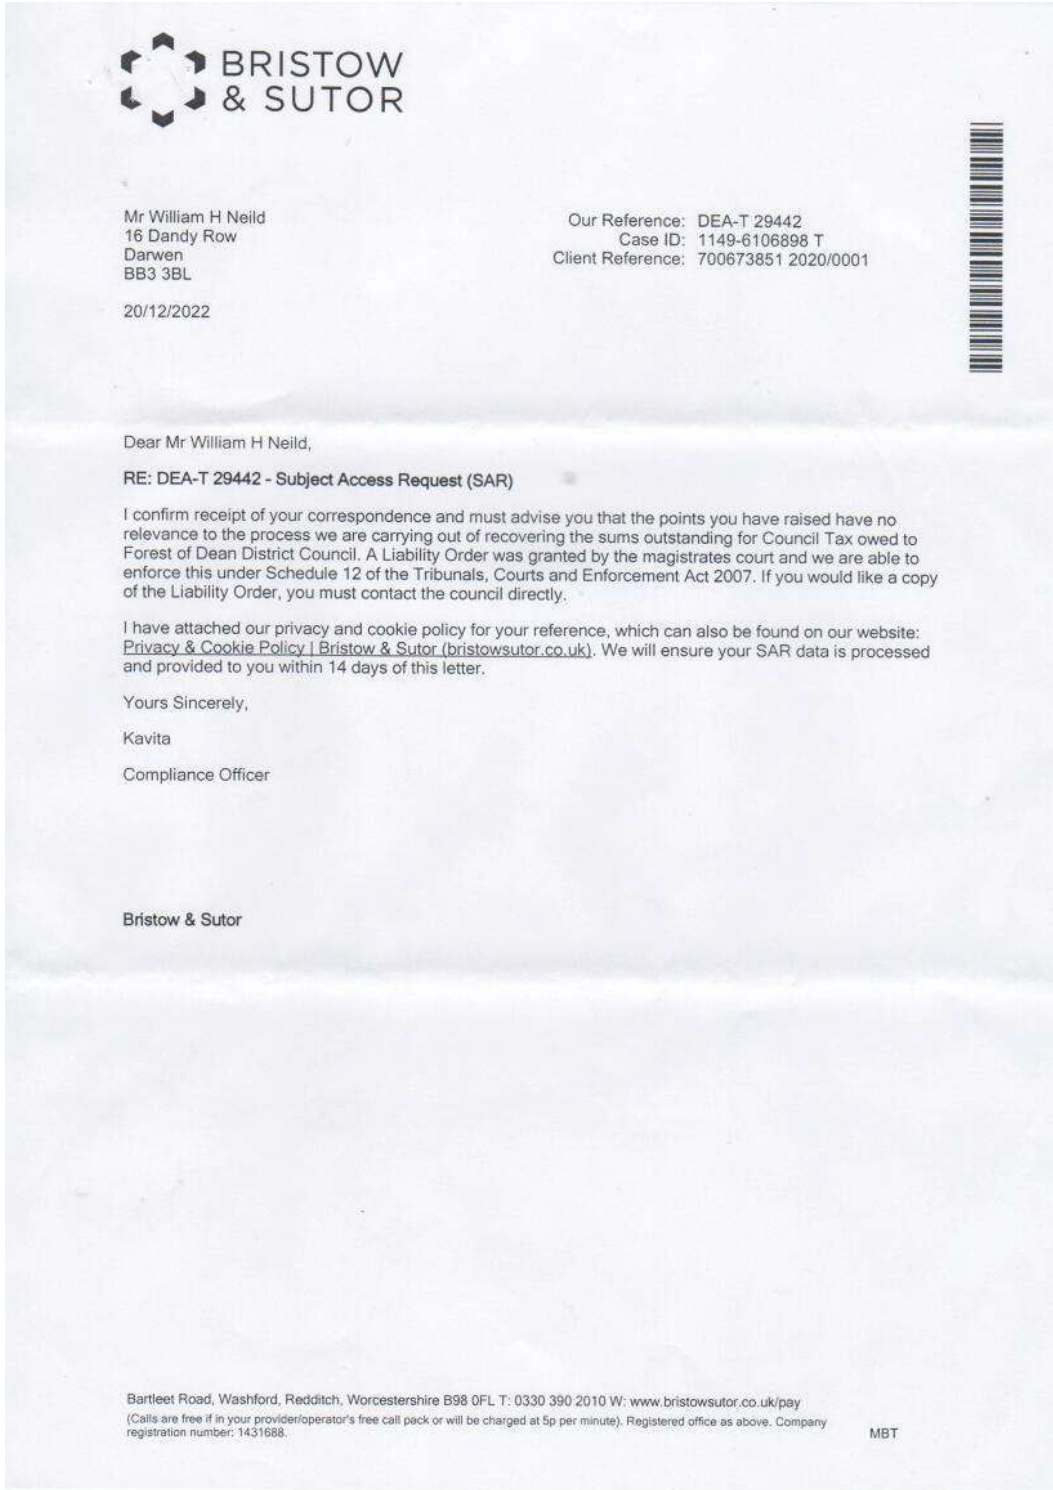 BRISTOW
& SUTOR
Mr William H Neild
16 Dandy Row
Darwen
BB3 3BL
20/12/2022
Our Reference: DEA-T 29442
Case ID: 1149-6106898 T
Client Reference: 700673851 2020/0001
Dear Mr William H Neild,
RE: DEA-T 29442 - Subject Access Request (SAR)
I confirm receipt of your correspondence and must advise you that the points you have raised have no
relevance to the process we are carrying out of recovering the sums outstanding for Council Tax owed to
Forest of Dean District Council. A Liability Order was granted by the magistrates court and we are able to
enforce this under Schedule 12 of the Tribunals, Courts and Enforcement Act 2007. If you would like a copy
of the Liability Order, you must contact the council directly.
I have attached our privacy and cookie policy for your reference, which can also be found on our website:
Privacy & Cookie Policy | Bristow & Sutor (bristowsutor.co.uk). We will ensure your SAR data is processed
and provided to you within 14 days of this letter.
Yours Sincerely,
Kavita
Compliance Officer
Bristow & Sutor
Bartleet Road, Washford, Redditch, Worcestershire B98 0FL T: 0330 390 2010 W: www.bristowsutor.co.uk/pay
(Calls are free if in your provider/operator's free call pack or will be charged at 5p per minute). Registered office as above. Company
registration number: 1431688.
MBT